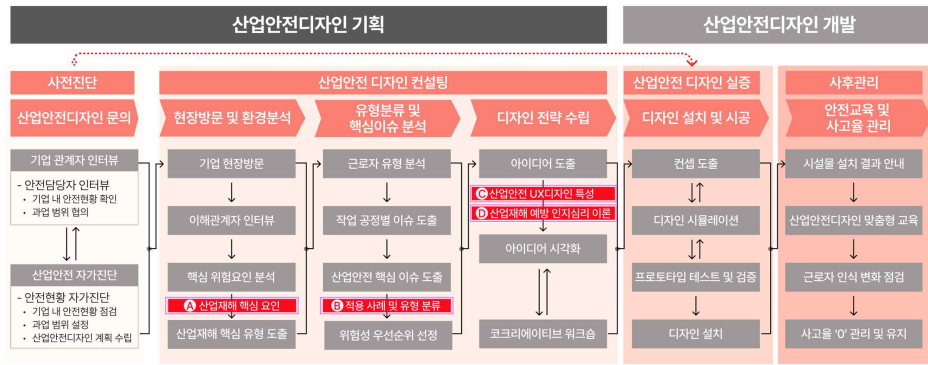 산업안전디자인 기획
산업안전디자인 개발
사전진단
산업안전 디자인 컨설팅
산업안전 디자인 실증
사후관리
산업안전디자인 문의
현장방문 및 환경분석
유형분류 및
핵심이슈 분석
디자인 전략 수립
디자인 설치 및 시공
안전교육 및
사고율 관리
기업 관계자 인터뷰
- 안전담당자 인터뷰
• 기업 내 안전현황 확인
• 과업 범위 협의
산업안전 자가진단
- 안전현황 자가진단
• 기업 내 안전현황 점검
• 과업 범위 설정
• 산업안전디자인 계획 수립
기업 현장방문
이해관계자 인터뷰
핵심 위험요인 분석
A 산업재해 핵심 요인
산업재해 핵심 유형 도출
근로자 유형 분석
작업 공정별 이슈 도출
산업안전 핵심 이슈 도출
B 적용 사례 및 유형 분류
위험성 우선순위 선정
아이디어 도출
C 산업안전 UX디자인 특성
D 산업재해 예방 인지심리 이론
아이디어 시각화
코크리에이티브 워크숍
컨셉 도출
디자인 시뮬레이션
프로토타입 테스트 및 검증
디자인 설치
시설물 설치 결과 안내
산업안전디자인 맞춤형 교육
근로자 인식 변화 점검
사고율 '0' 관리 및 유지